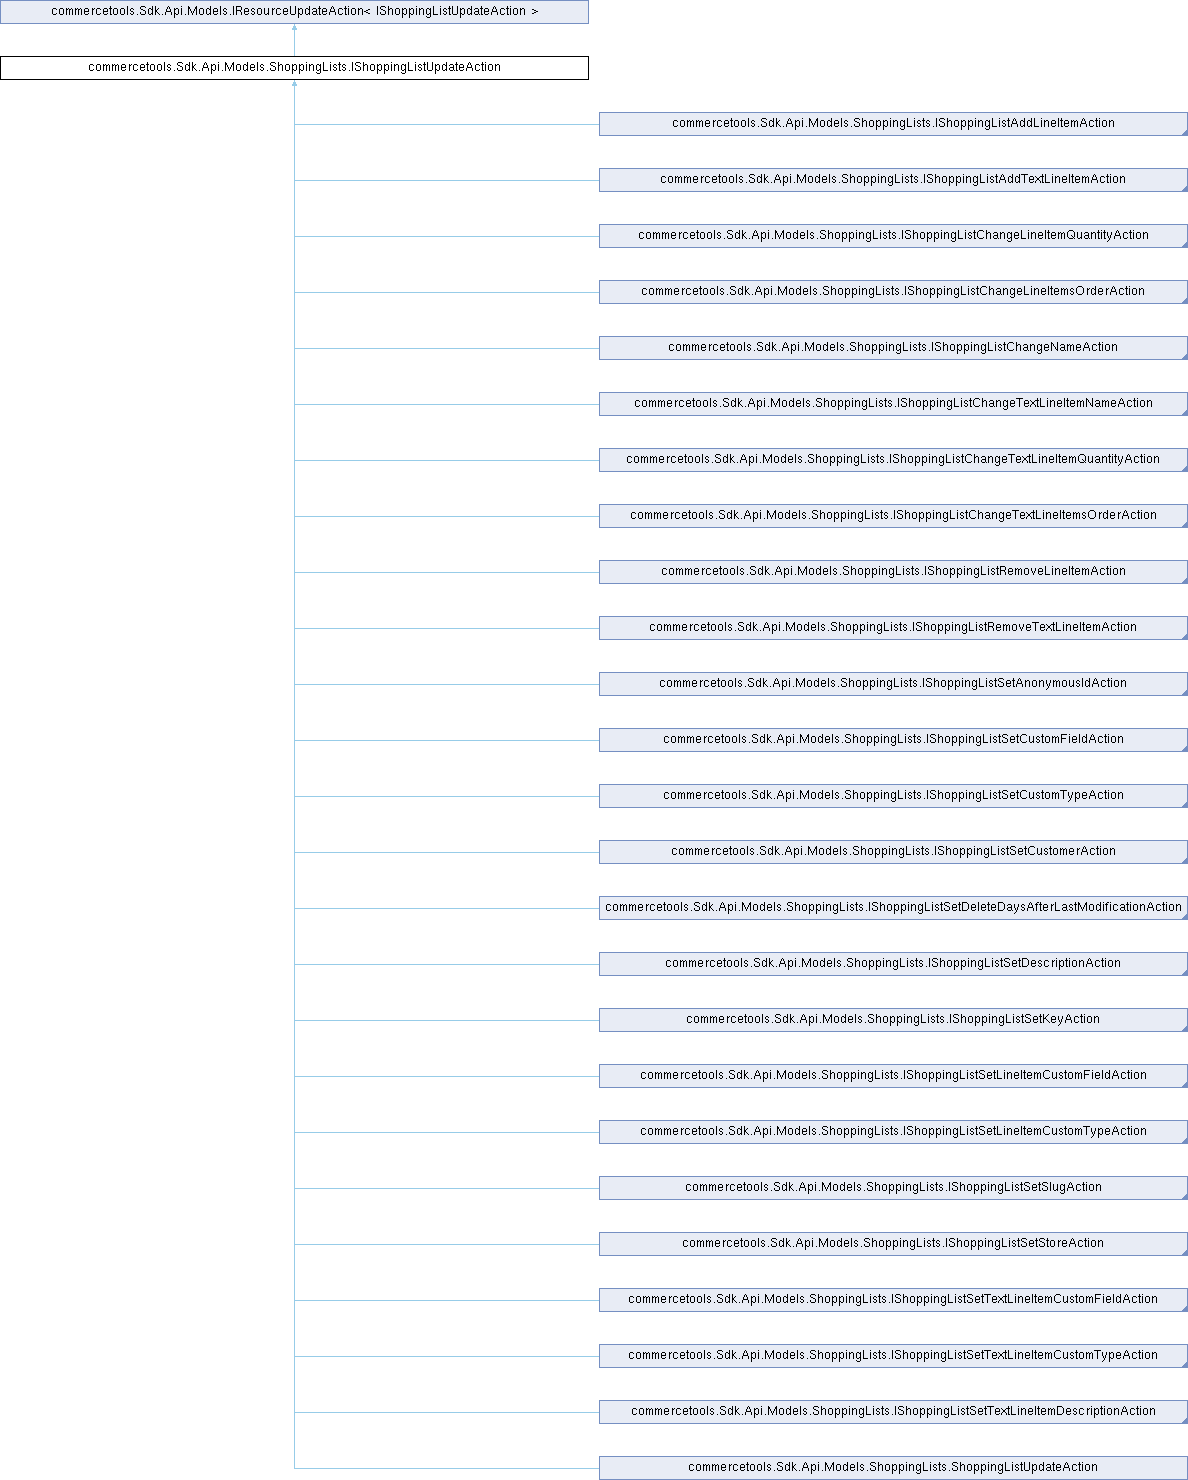 commercetools.Sdk.Api.Models.IResourceUpdateAction< IShoppingListUpdateAction >
commercetools.Sdk.Api.Models.ShoppingLists.IShoppingListUpdateAction
commercetools.Sdk.Api.Models.ShoppingLists.IShoppingListAddLineItemAction
commercetools.Sdk.Api.Models.ShoppingLists.IShoppingListAddTextLineItemAction
commercetools.Sdk.Api.Models.ShoppingLists.IShoppingListChangeLineItemQuantityAction
commercetools.Sdk.Api.Models.ShoppingLists.IShoppingListChangeLineItemsOrderAction
commercetools.Sdk.Api.Models.ShoppingLists.IShoppingListChangeNameAction
commercetools.Sdk.Api.Models.ShoppingLists.IShoppingListChangeTextLineItemNameAction
commercetools.Sdk.Api.Models.ShoppingLists.IShoppingListChangeTextLineItemQuantityAction
commercetools.Sdk.Api.Models.ShoppingLists.IShoppingListChangeTextLineItemsOrderAction
commercetools.Sdk.Api.Models.ShoppingLists.IShoppingListRemoveLineItemAction
commercetools.Sdk.Api.Models.ShoppingLists.IShoppingListRemoveTextLineItemAction
commercetools.Sdk.Api.Models.ShoppingLists.IShoppingListSetAnonymousIdAction
commercetools.Sdk.Api.Models.ShoppingLists.IShoppingListSetCustomFieldAction
commercetools.Sdk.Api.Models.ShoppingLists.IShoppingListSetCustomTypeAction
commercetools.Sdk.Api.Models.ShoppingLists.IShoppingListSetCustomerAction
commercetools.Sdk.Api.Models.ShoppingLists.IShoppingListSetDeleteDaysAfterLastModificationAction
commercetools.Sdk.Api.Models.ShoppingLists.IShoppingListSetDescriptionAction
commercetools.Sdk.Api.Models.ShoppingLists.IShoppingListSetKeyAction
commercetools.Sdk.Api.Models.ShoppingLists.IShoppingListSetLineItemCustomFieldAction
commercetools.Sdk.Api.Models.ShoppingLists.IShoppingListSetLineItemCustomTypeAction
commercetools.Sdk.Api.Models.ShoppingLists.IShoppingListSetSlugAction
commercetools.Sdk.Api.Models.ShoppingLists.IShoppingListSetStoreAction
commercetools.Sdk.Api.Models.ShoppingLists.IShoppingListSetTextLineItemCustomFieldAction
commercetools.Sdk.Api.Models.ShoppingLists.IShoppingListSetTextLineItemCustomTypeAction
commercetools.Sdk.Api.Models.ShoppingLists.IShoppingListSetTextLineItemDescriptionAction
commercetools.Sdk.Api.Models.ShoppingLists.ShoppingListUpdateAction